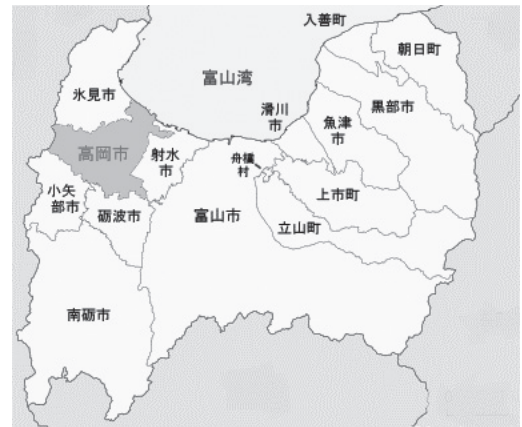 入善町
朝日町
富山湾
氷見市
滑川
市
黒部市
魚津
市
高岡市
射水
市
舟橋
村
上市町
小矢
部市
砺波市
富山市
立山町
南砺市